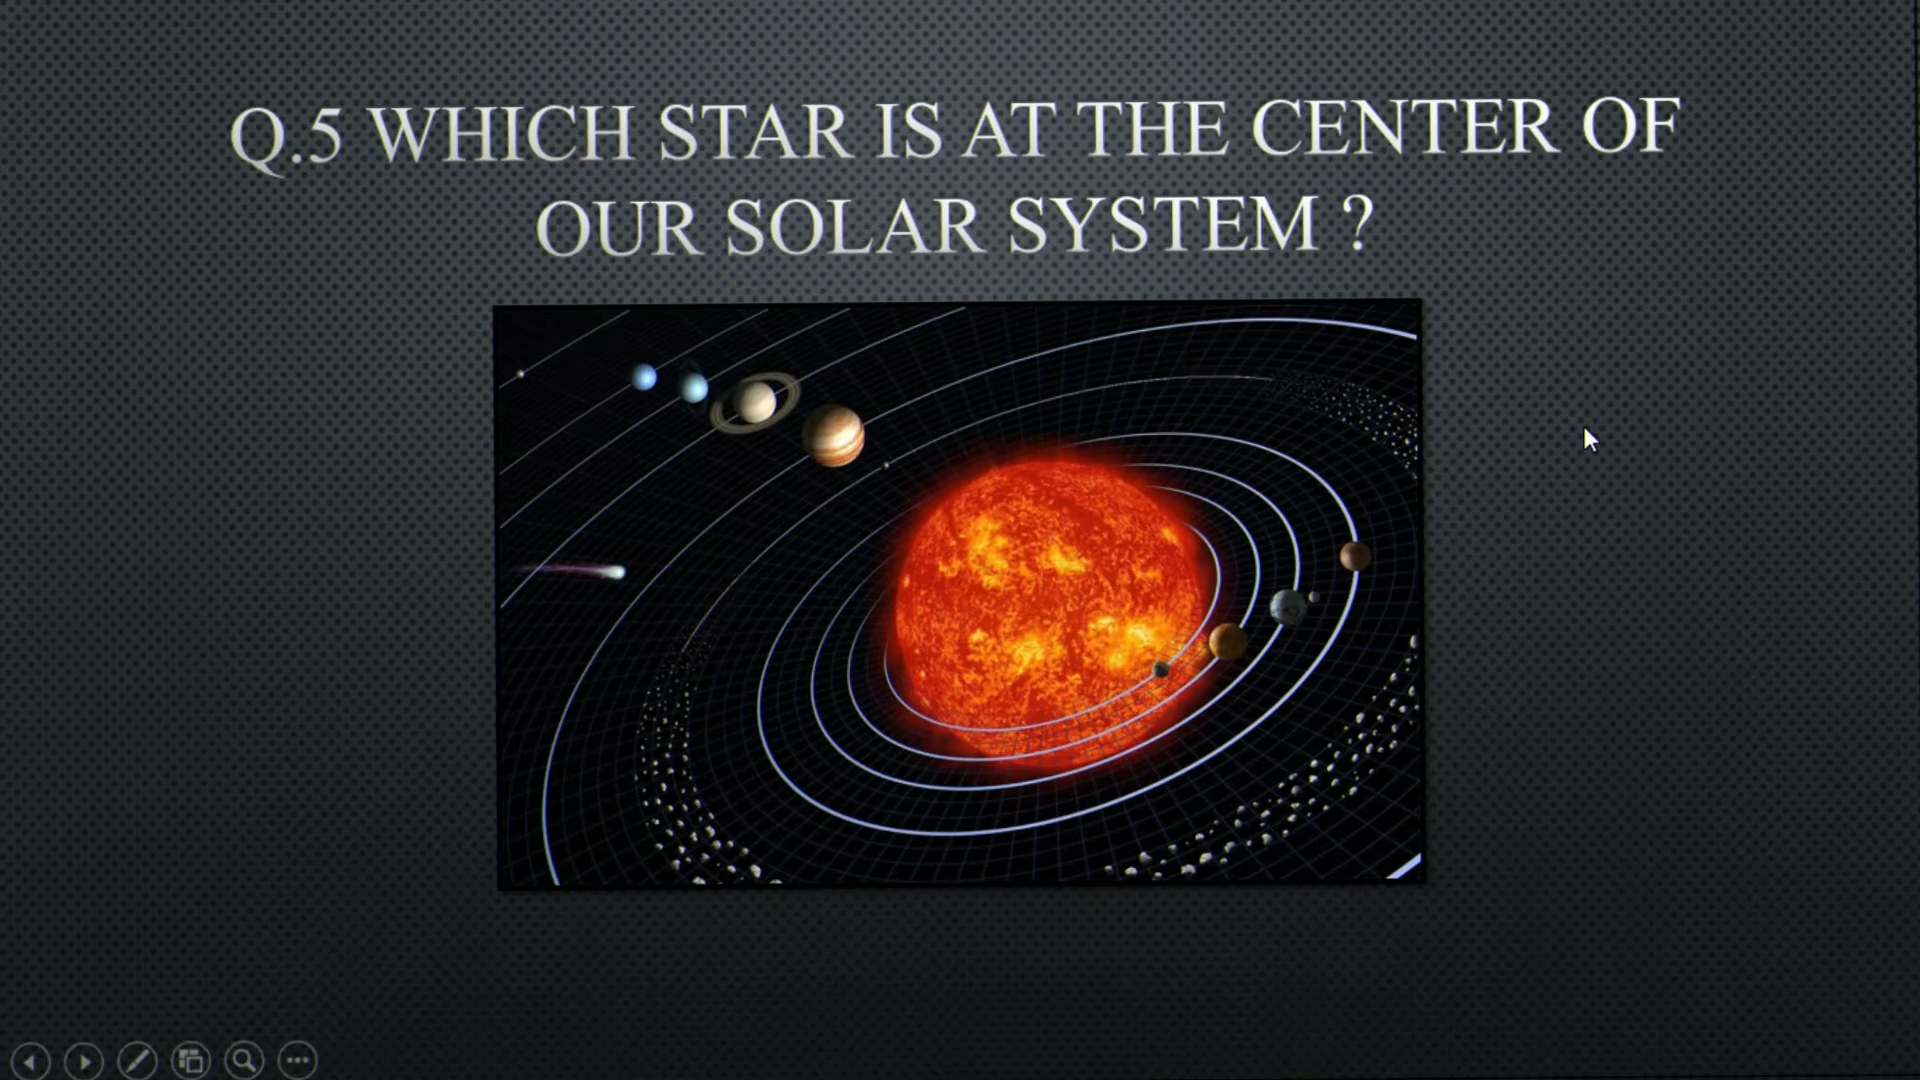 Q.5 WHICH STAR IS AT THE CENTER OF
OUR SOLAR SYSTEM ?